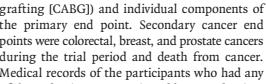 grafting [CABG]) and individual components of
the primary end point. Secondary cancer end
points were colorectal, breast, and prostate cancers
during the trial period and death from cancer.
Medical records of the participants who had any